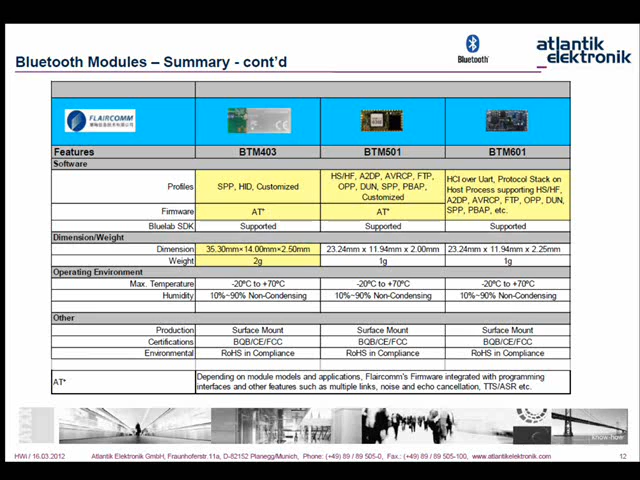 Bluetooth Modules – Summary - cont'd
Bluetooth
atlantik
elektronik
FLAIRCOMM
Features BTM403 BTM501 BTM601
Software
Profiles
SPP, HID, Customized
HS/HF, A2DP, AVRCP, FTP,
OPP, DUN, SPP, PBAP,
Customized
HCI over Uart, Protocol Stack on
Host Process supporting HS/HF,
A2DP, AVRCP, FTP, OPP, DUN,
SPP, PBAP, etc.
Firmware AT* AT*
Bluelab SDK Supported Supported Supported
Dimension/Weight
Dimension 35.30mm×14.00mm×2.50mm 23.24mm x 11.94mm x 2.00mm 23.24mm x 11.94mm x 2.25mm
Weight 2g 1g 1g
Operating Environment
Max. Temperature -20ºC to +70ºC -20ºC to +70ºC -20ºC to +70ºC
Humidity 10%~90% Non-Condensing 10%~90% Non-Condensing 10%~90% Non-Condensing
Other
Production Surface Mount Surface Mount Surface Mount
Certifications BQB/CE/FCC BQB/CE/FCC BQB/CE/FCC
Environmental RoHS in Compliance RoHS in Compliance RoHS in Compliance
AT*
Depending on module models and applications, Flaircomm's Firmware integrated with programming
interfaces and other features such as multiple links, noise and echo cancellation, TTS/ASR etc.
know-how
HWi / 16.03.2012 Atlantik Elektronik GmbH, Fraunhoferstr.11a, D-82152 Planegg/Munich, Phone: (+49) 89 / 89 505-0, Fax.: (+49) 89 / 89 505-100, www.atlantikelektronik.com 12